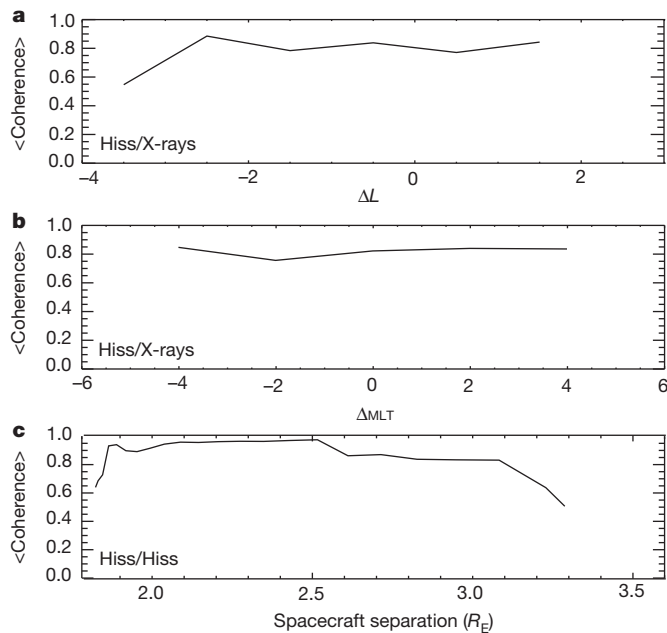 a
1.0
0.8
0.6
0.4
0.2
0.0
<Coherence>
Hiss/X-rays
−4 −2 0 2
ΔL
b
1.0
0.8
0.6
0.4
0.2
0.0
<Coherence>
Hiss/X-rays
−6 −4 −2 0 2 4 6
ΔMLT
c
1.0
0.8
0.6
0.4
0.2
0.0
<Coherence>
Hiss/Hiss
2.0 2.5 3.0 3.5
Spacecraft separation (RE)